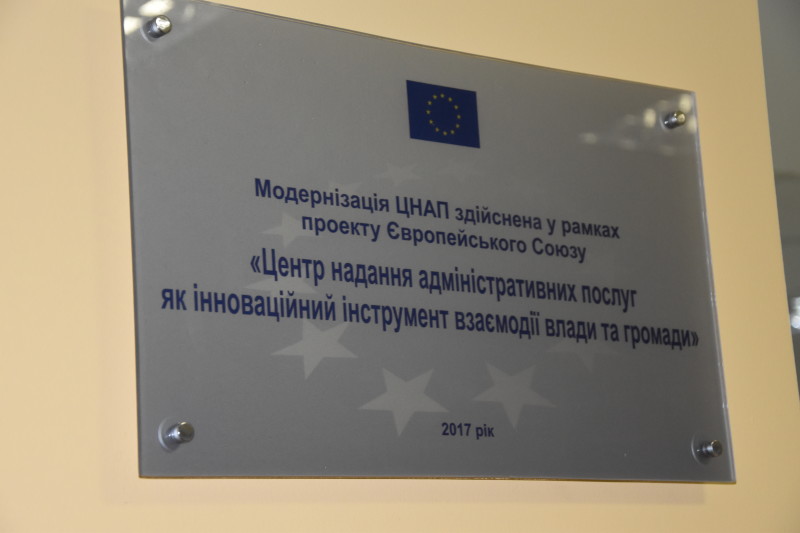 Модернізація ЦНАП здійснена у рамках
проекту Європейського Союзу
«Центр надання адміністративних послуг
як інноваційний інструмент взаємодії влади та громади»
2017 рік